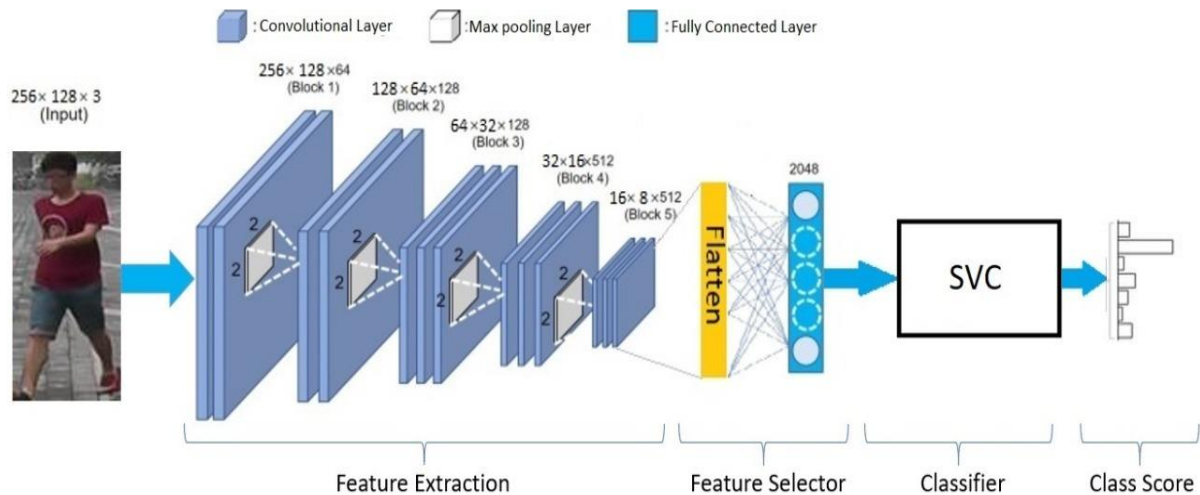 :Convolutional Layer
:Max pooling Layer
:Fully Connected Layer
256× 128 × 3
(Input)
256× 128 ×64
(Block 1)
128×64×128
(Block 2)
64×32×128
(Block 3)
32×16×512
(Block 4)
16× 8 ×512
(Block 5)
2048
2
2
2
2
2
2
2
2
Flatten
SVC
Feature Extraction
Feature Selector
Classifier
Class Score